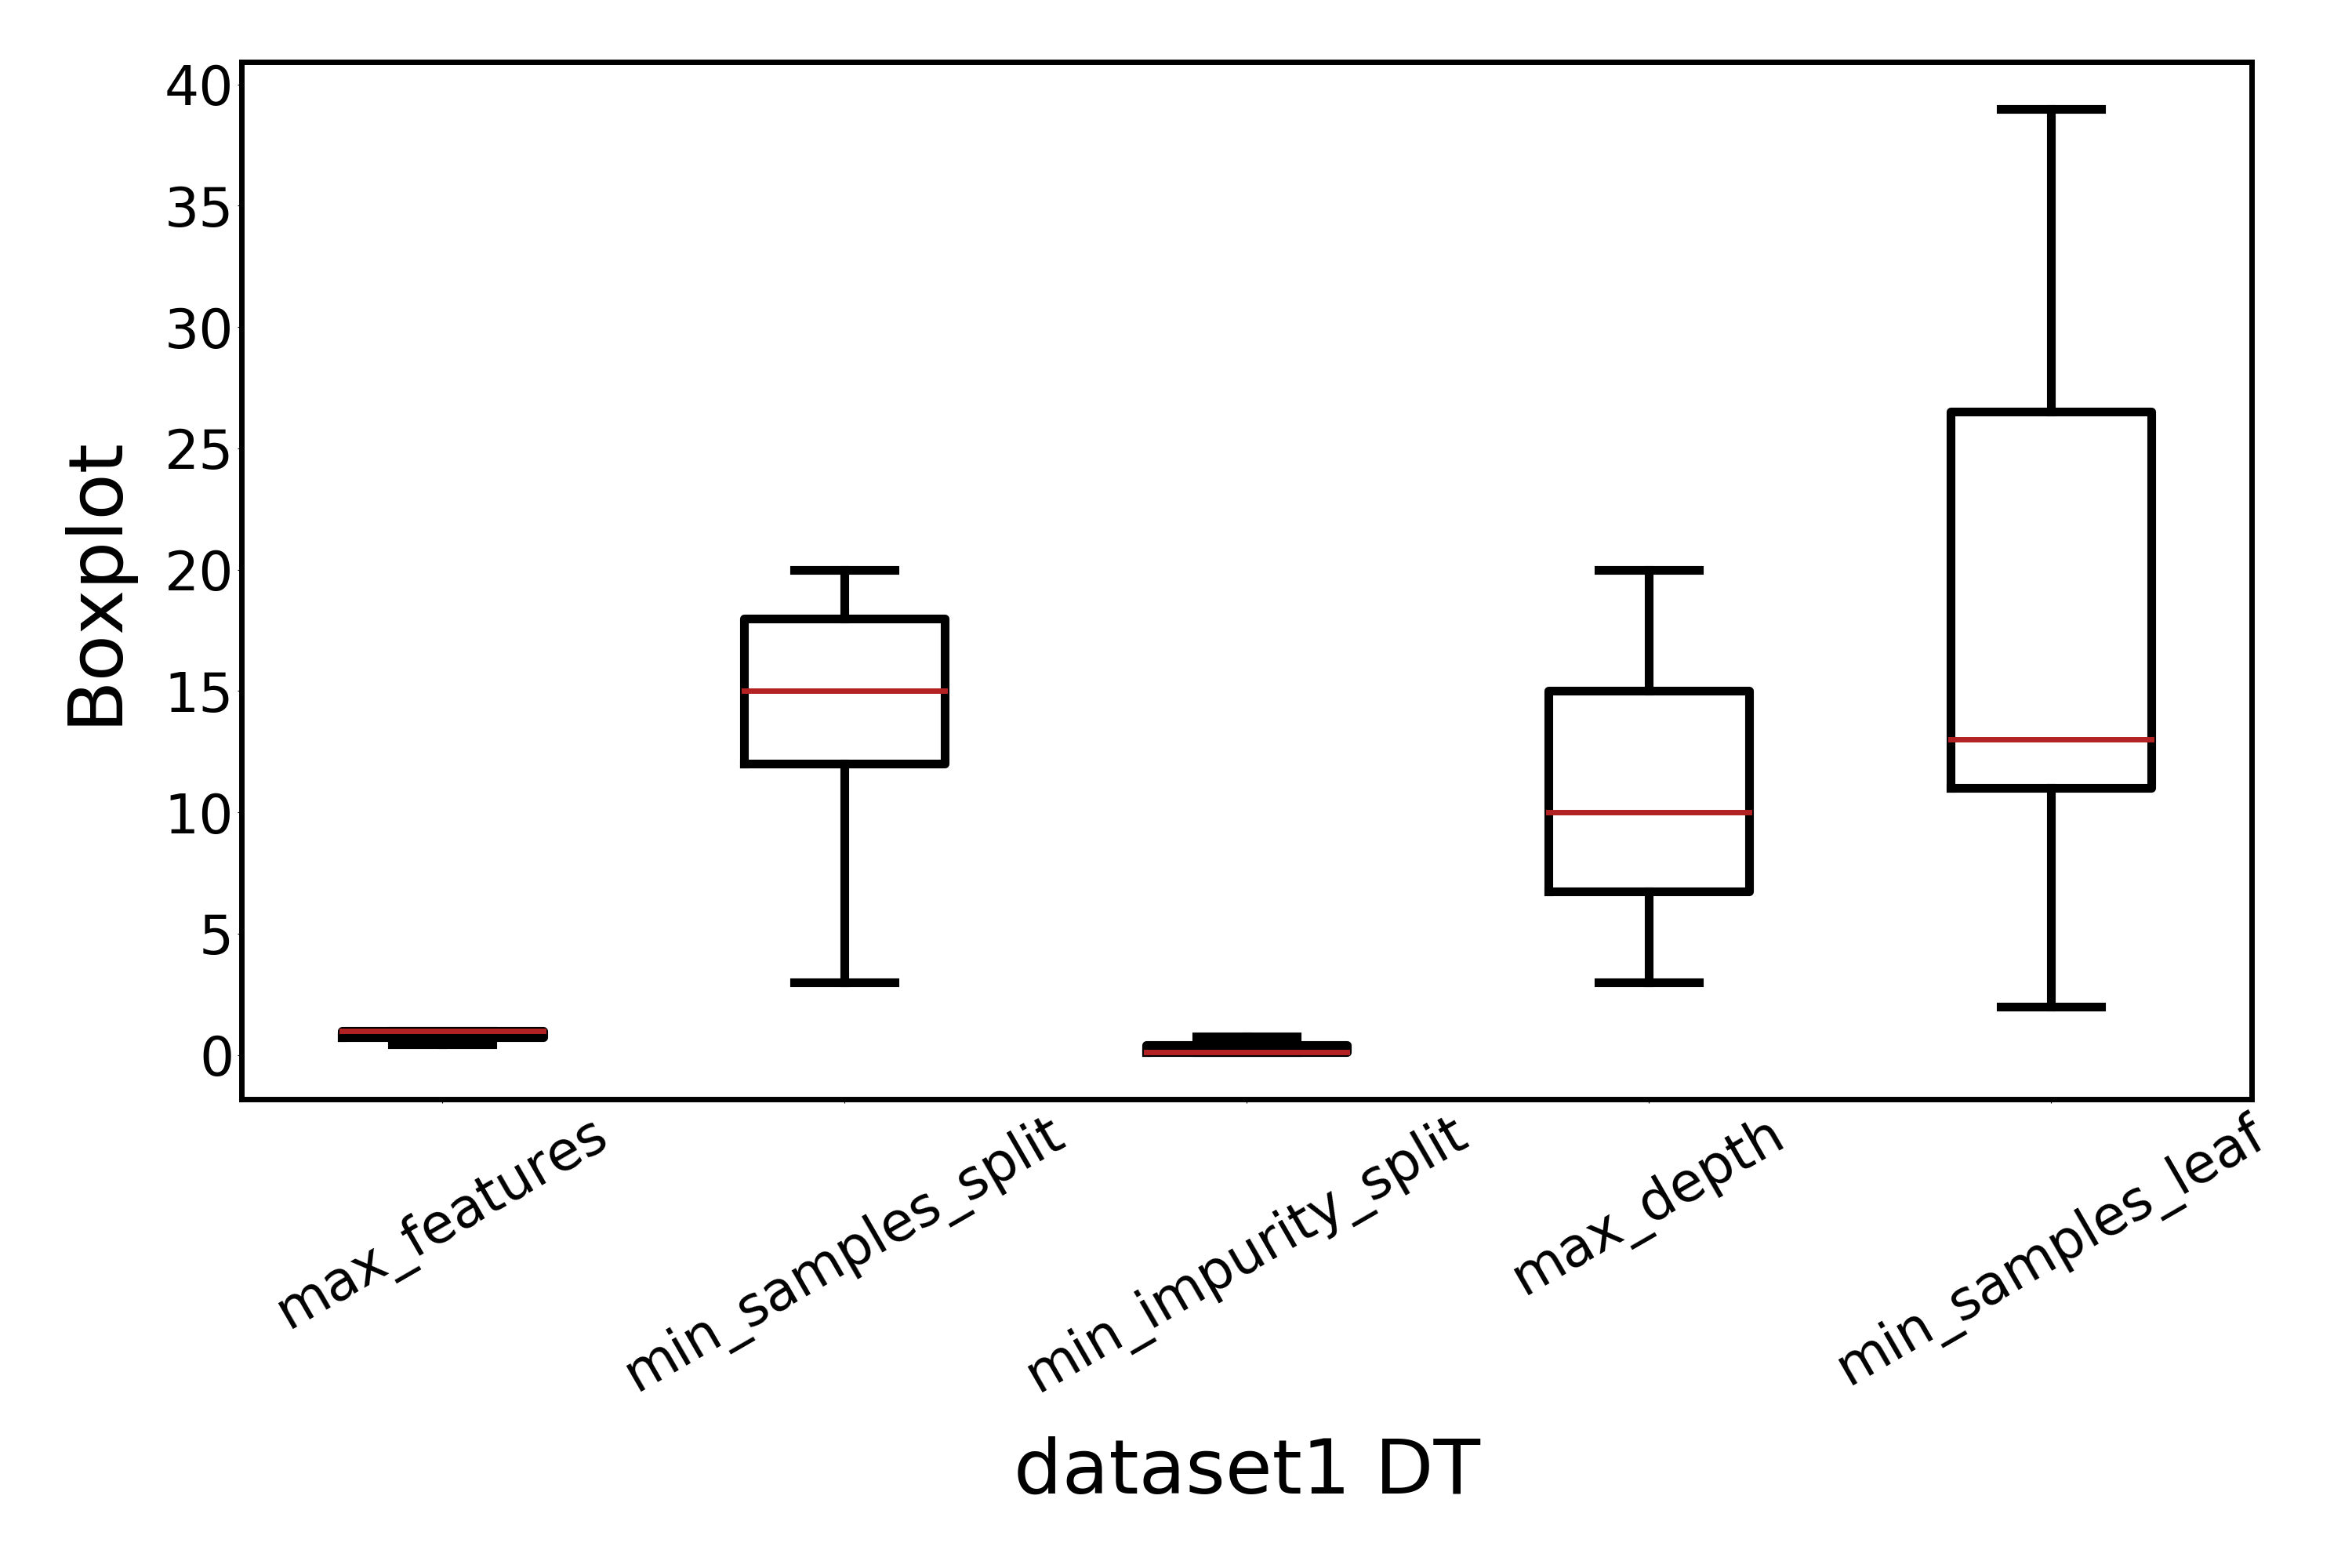 40
35
30
25
20
15
10
5
0
Boxplot
max_features
min_samples_split
min_impurity_split
max_depth
min_samples_leaf
dataset1 DT